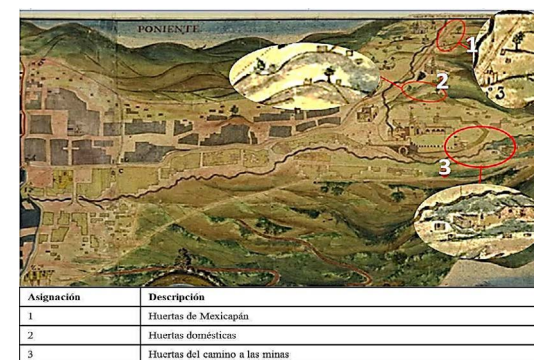 PONIENTE.
1
3
2
3
Asignación Descripción
1 Huertas de Mexicapán
2 Huertas domésticas
3 Huertas del camino a las minas